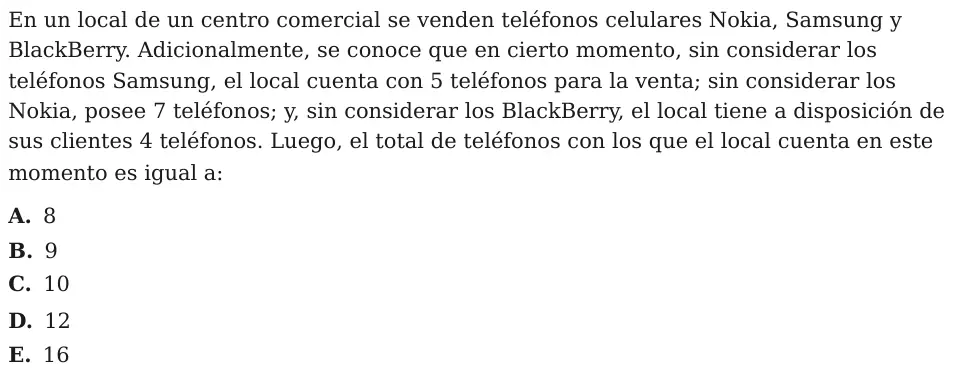 En un local de un centro comercial se venden teléfonos celulares Nokia, Samsung y
BlackBerry. Adicionalmente, se conoce que en cierto momento, sin considerar los
teléfonos Samsung, el local cuenta con 5 teléfonos para la venta; sin considerar los
Nokia, posee 7 teléfonos; y, sin considerar los BlackBerry, el local tiene a disposición de
sus clientes 4 teléfonos. Luego, el total de teléfonos con los que el local cuenta en este
momento es igual a:
A. 8
B. 9
C. 10
D. 12
E. 16